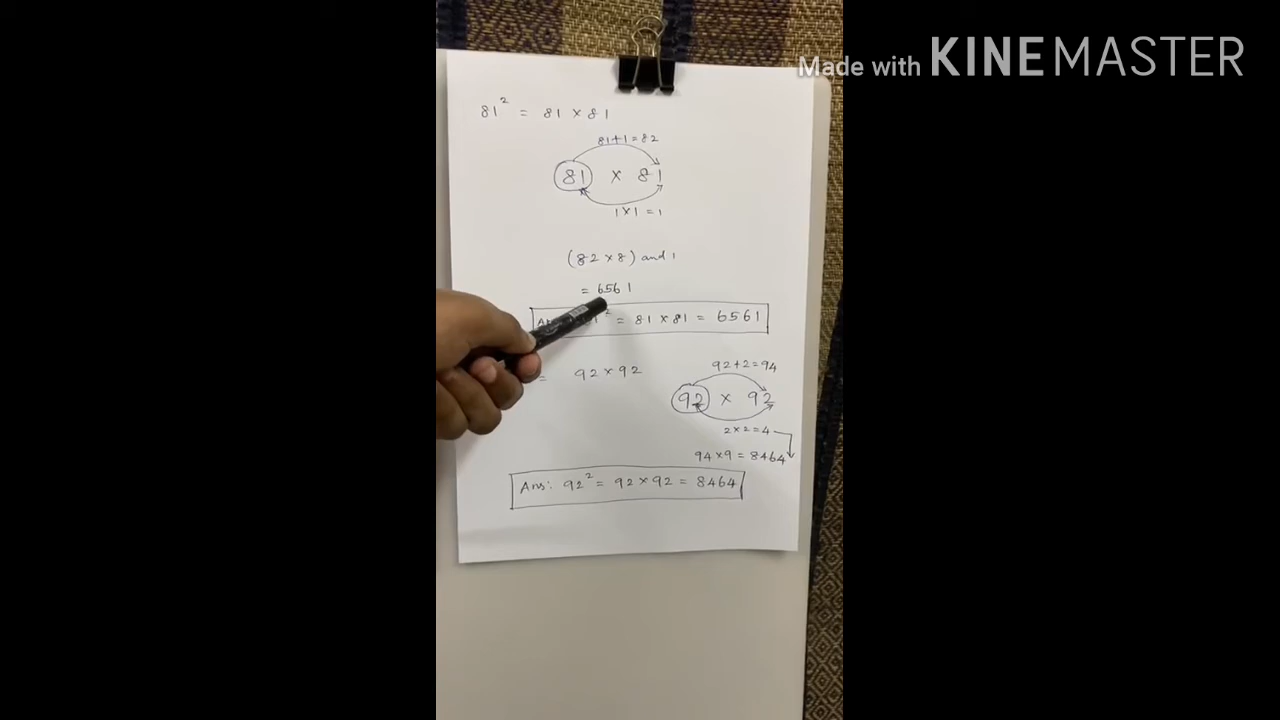 Made with KINEMASTER
81² = 81 × 81
81+1=82
81 × 81
1×1 = 1
(82×8) and 1
= 6561
² = 81 × 81 = 6561
= 92×92
92+2=94
92 × 92
2×2=4
94×9=8464
Ans: 92² = 92 × 92 = 8464